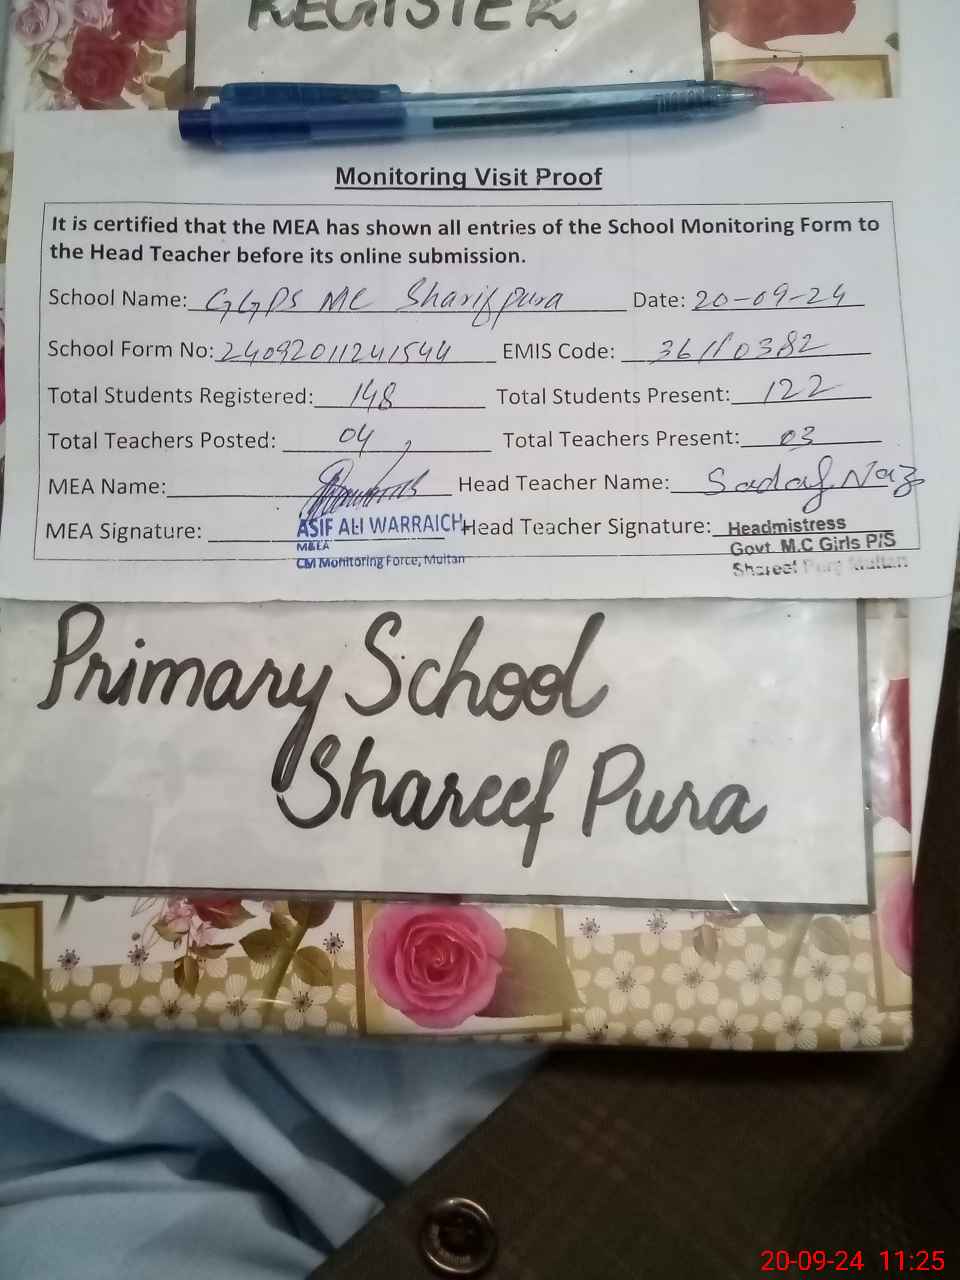 REGISTER
Monitoring Visit Proof
It is certified that the MEA has shown all entries of the School Monitoring Form to
the Head Teacher before its online submission.
School Name: GGPS MC Sharifpura Date: 20-09-24
School Form No: 24092011241544 EMIS Code: 36110382
Total Students Registered: 148 Total Students Present: 122
Total Teachers Posted: 04 Total Teachers Present: 03
MEA Name: Head Teacher Name: Sadaf Naz
MEA Signature: ASIF ALI WARRAICH Head Teacher Signature: Headmistress
M&EA Govt. M.C Girls P/S
CM Monitoring Force, Multan Shareef Pura Multan
Primary School
Shareef Pura
20-09-24 11:25